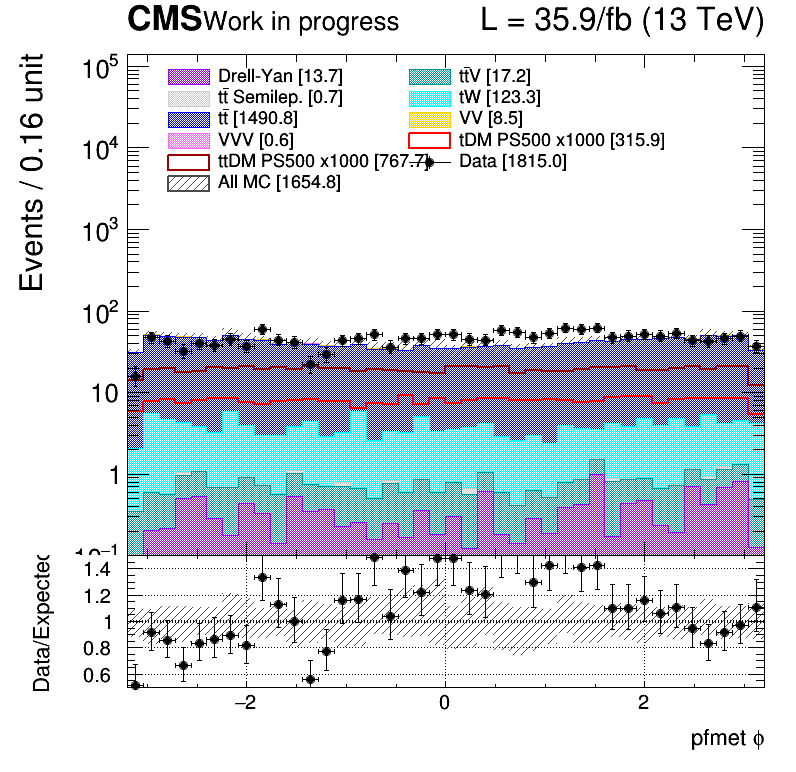 CMS Work in progress L = 35.9/fb (13 TeV)
Events / 0.16 unit
10⁵
10⁴
10³
10²
10
1
10⁻¹
Drell-Yan [13.7]
tt̄V [17.2]
tt̄ Semilep. [0.7]
tW [123.3]
tt̄ [1490.8]
VV [8.5]
VVV [0.6]
tDM PS500 x1000 [315.9]
ttDM PS500 x1000 [767.7]
Data [1815.0]
All MC [1654.8]
Data/Expected
1.4
1.2
1
0.8
0.6
−2 0 2
pfmet ϕ